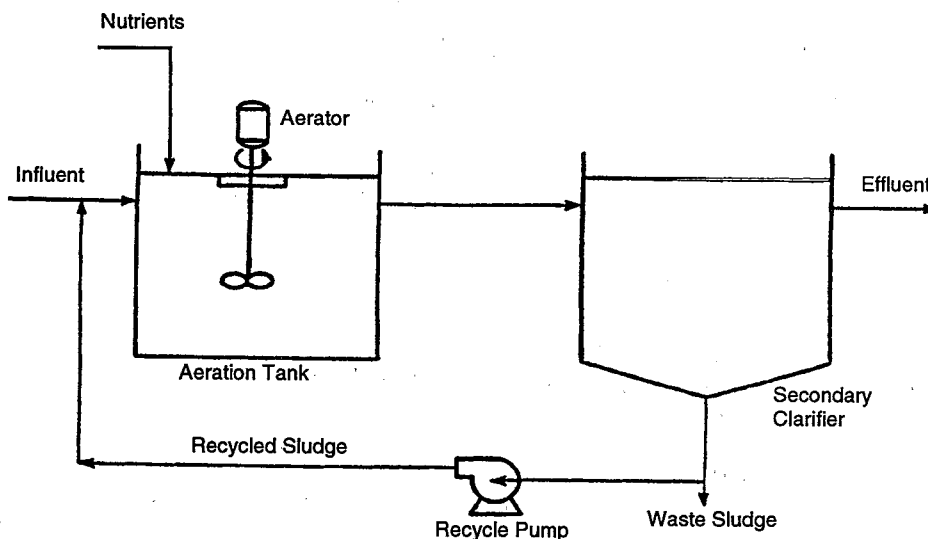 Nutrients
Aerator
Influent
Effluent
Aeration Tank
Secondary
Clarifier
Recycled Sludge
Recycle Pump
Waste Sludge